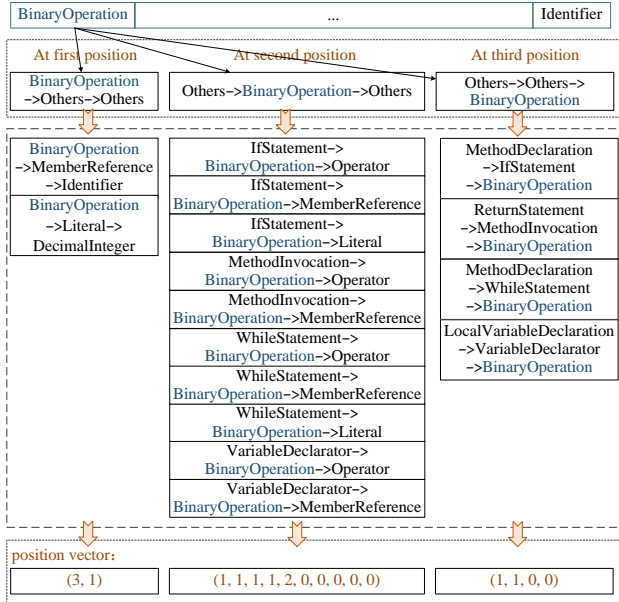 BinaryOperation ... Identifier
At first position
At second position
At third position
BinaryOperation
->Others->Others
Others->BinaryOperation->Others
Others->Others->
BinaryOperation
BinaryOperation
->MemberReference
->Identifier
BinaryOperation
->Literal->
DecimalInteger
IfStatement->
BinaryOperation->Operator
IfStatement->
BinaryOperation->MemberReference
IfStatement->
BinaryOperation->Literal
MethodInvocation->
BinaryOperation->Operator
MethodInvocation->
BinaryOperation->MemberReference
WhileStatement->
BinaryOperation->Operator
WhileStatement->
BinaryOperation->MemberReference
WhileStatement->
BinaryOperation->Literal
VariableDeclarator->
BinaryOperation->Operator
VariableDeclarator->
BinaryOperation->MemberReference
MethodDeclaration
->IfStatement
->BinaryOperation
ReturnStatement
->MethodInvocation
->BinaryOperation
MethodDeclaration
->WhileStatement
->BinaryOperation
LocalVariableDeclaration
->VariableDeclarator
->BinaryOperation
position vector：
(3, 1)
(1, 1, 1, 1, 2, 0, 0, 0, 0, 0)
(1, 1, 0, 0)